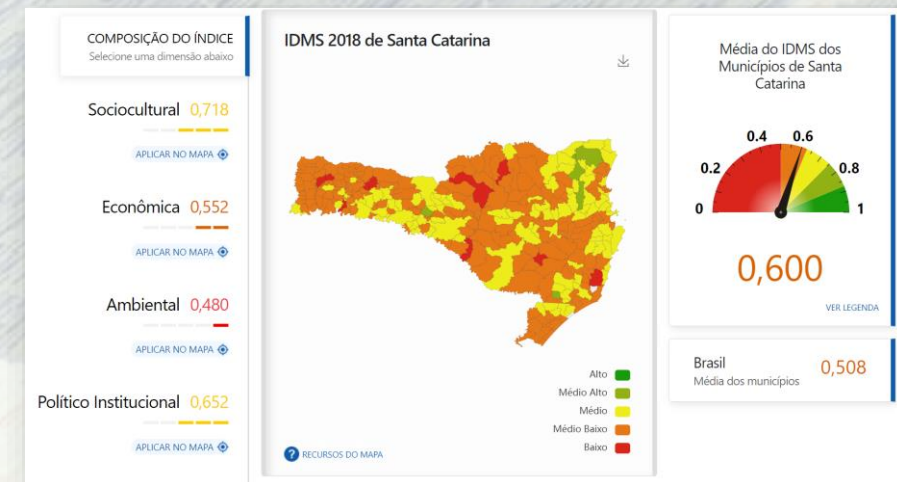 COMPOSIÇÃO DO ÍNDICE
Selecione uma dimensão abaixo
Sociocultural 0,718
APLICAR NO MAPA
Econômica 0,552
APLICAR NO MAPA
Ambiental 0,480
APLICAR NO MAPA
Político Institucional 0,652
APLICAR NO MAPA
IDMS 2018 de Santa Catarina
Alto
Médio Alto
Médio
Médio Baixo
Baixo
? RECURSOS DO MAPA
Média do IDMS dos
Municípios de Santa
Catarina
0.4 0.6
0.2 0.8
0 1
0,600
VER LEGENDA
Brasil 0,508
Média dos municípios